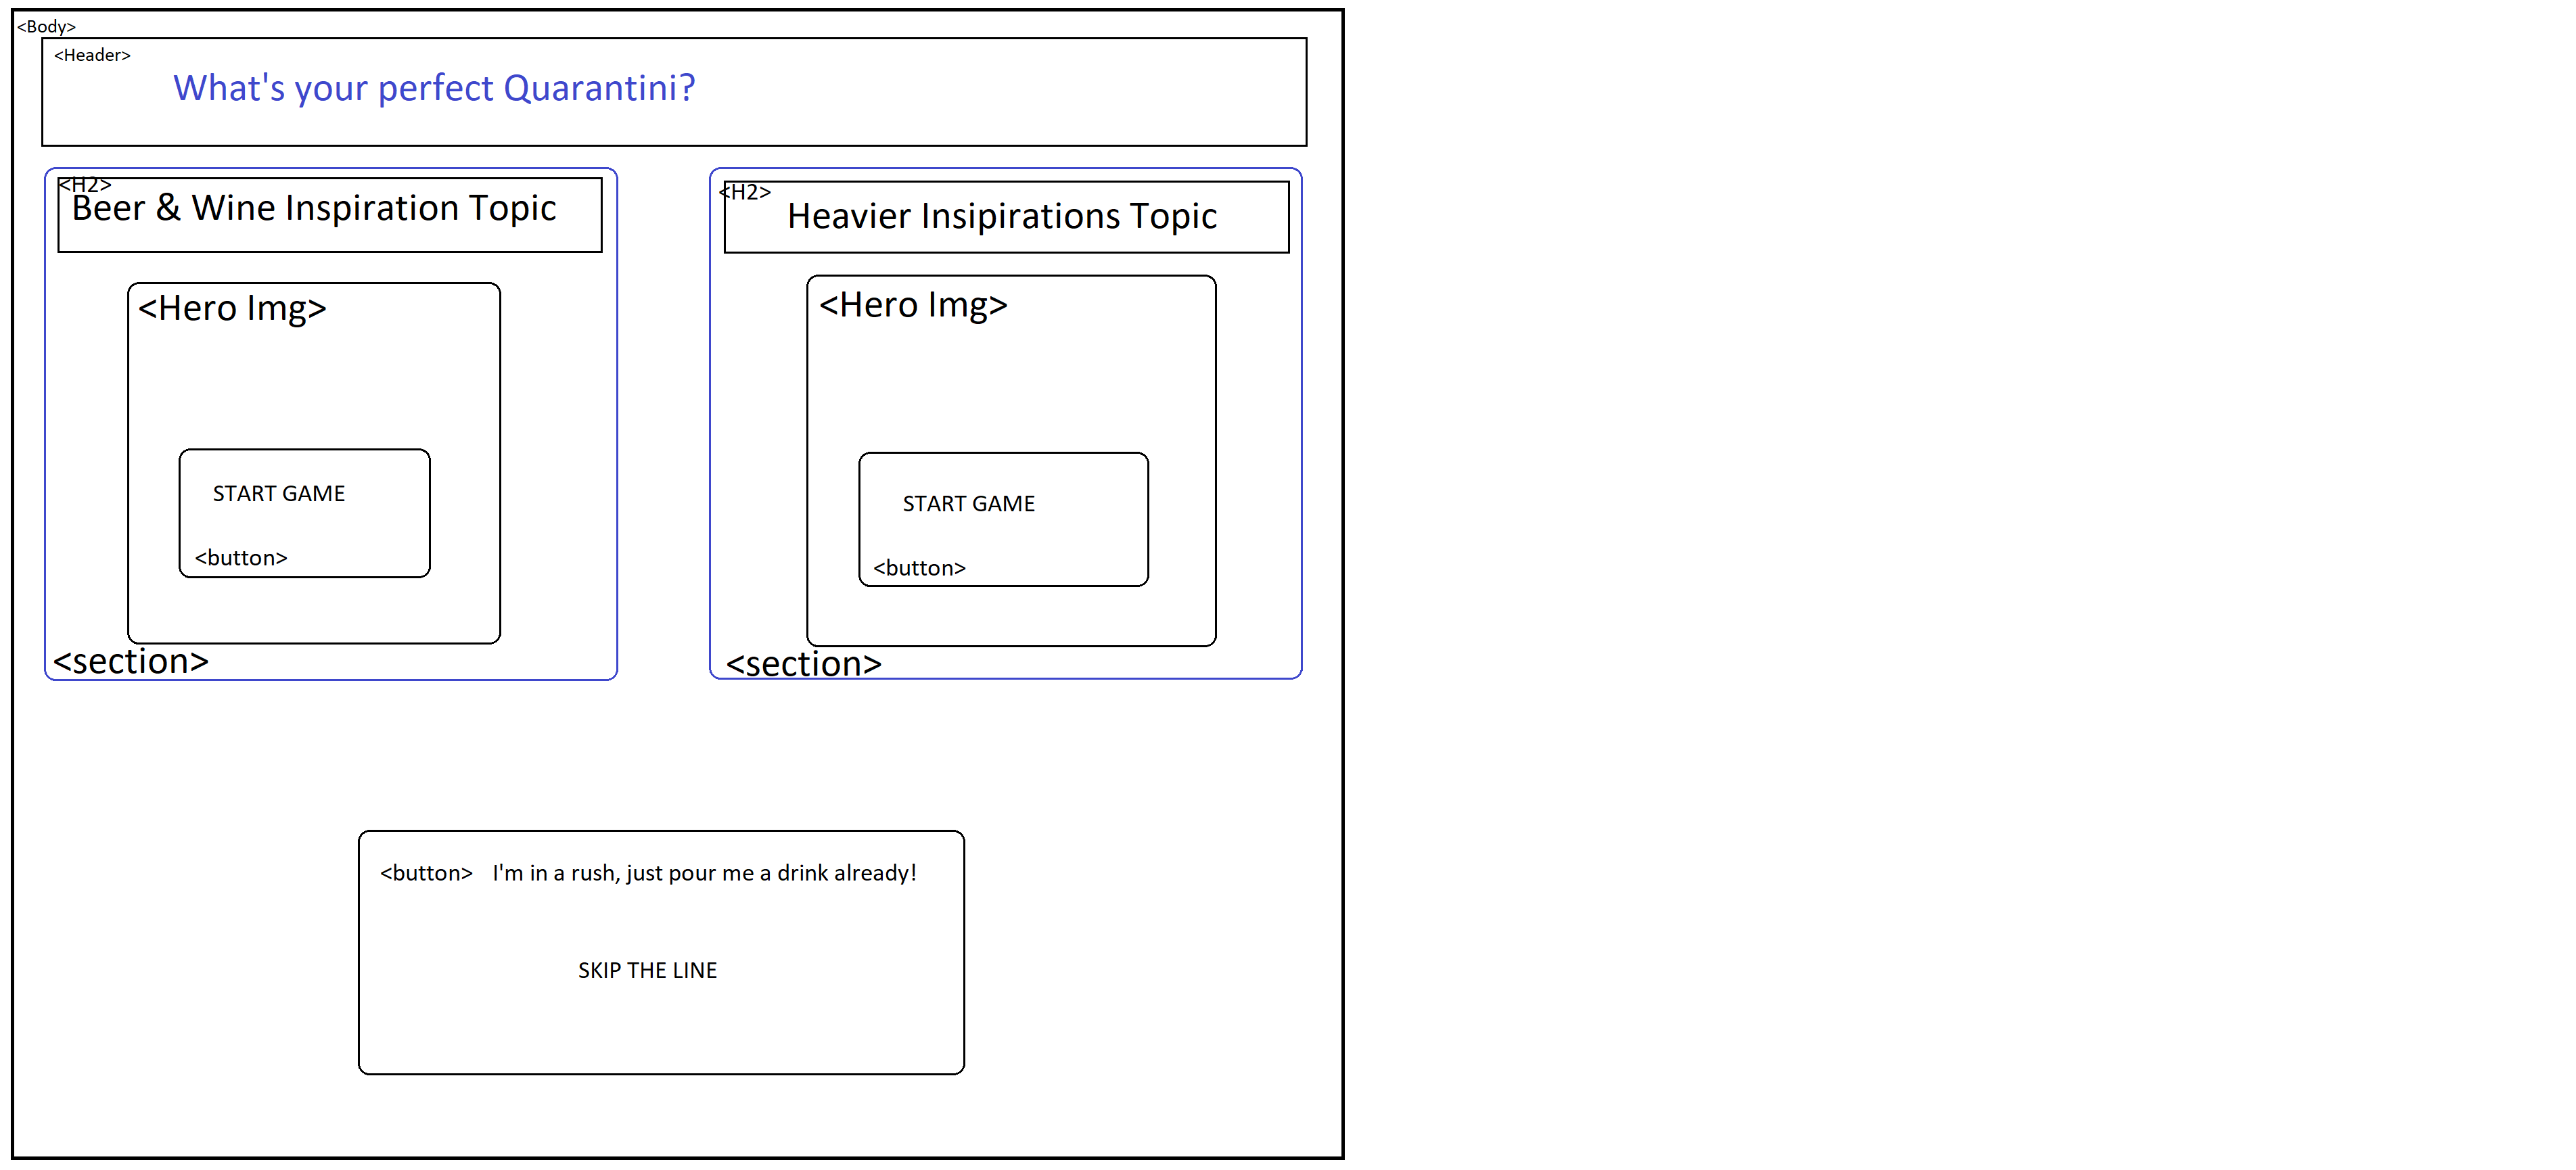 <Body>
<Header>
What's your perfect Quarantini?
<H2>
Beer & Wine Inspiration Topic
<Hero Img>
START GAME
<button>
<section>
<H2>
Heavier Insipirations Topic
<Hero Img>
START GAME
<button>
<section>
<button> I'm in a rush, just pour me a drink already!
SKIP THE LINE